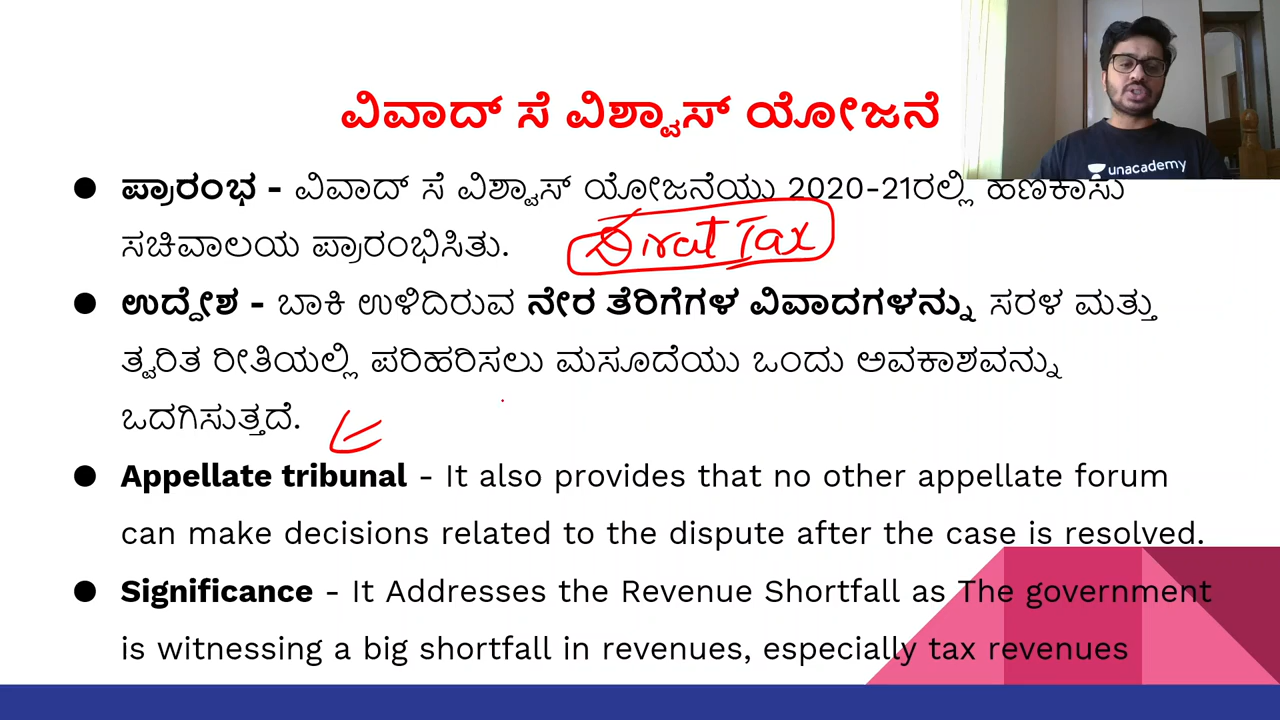 ವಿವಾದ್ ಸೆ ವಿಶ್ವಾಸ್ ಯೋಜನೆ
unacademy
● ಪ್ರಾರಂಭ - ವಿವಾದ್ ಸೆ ವಿಶ್ವಾಸ್ ಯೋಜನೆಯು 2020-21ರಲ್ಲಿ ಹಣಕಾಸು
ಸಚಿವಾಲಯ ಪ್ರಾರಂಭಿಸಿತು.
Direct Tax
● ಉದ್ದೇಶ - ಬಾಕಿ ಉಳಿದಿರುವ ನೇರ ತೆರಿಗೆಗಳ ವಿವಾದಗಳನ್ನು ಸರಳ ಮತ್ತು
ತ್ವರಿತ ರೀತಿಯಲ್ಲಿ ಪರಿಹರಿಸಲು ಮಸೂದೆಯು ಒಂದು ಅವಕಾಶವನ್ನು
ಒದಗಿಸುತ್ತದೆ.
● Appellate tribunal - It also provides that no other appellate forum
can make decisions related to the dispute after the case is resolved.
● Significance - It Addresses the Revenue Shortfall as The government
is witnessing a big shortfall in revenues, especially tax revenues